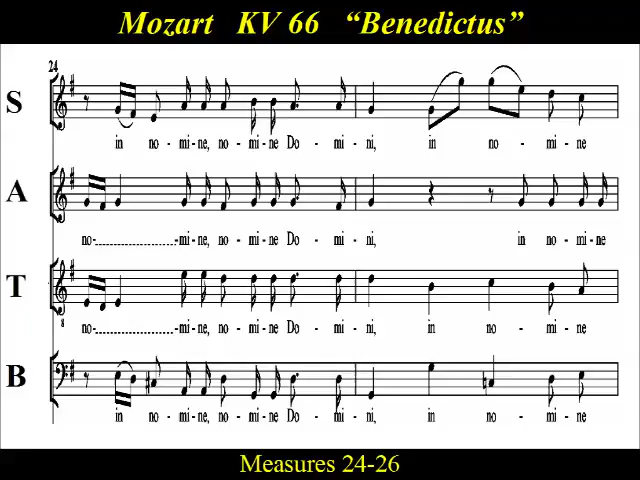 Mozart KV 66 “Benedictus”
24
S
in no - mi - ne, no - mi - ne Do - mi - ni, in no - mi - ne
A
no- -mi - ne, no - mi - ne Do - mi - ni, in no - mi - ne
T
8
no- -mi - ne, no - mi - ne Do - mi - ni, in no - mi - ne
B
in no - mi - ne, no - mi - ne Do - mi - ni, in no - mi - ne
Measures 24-26